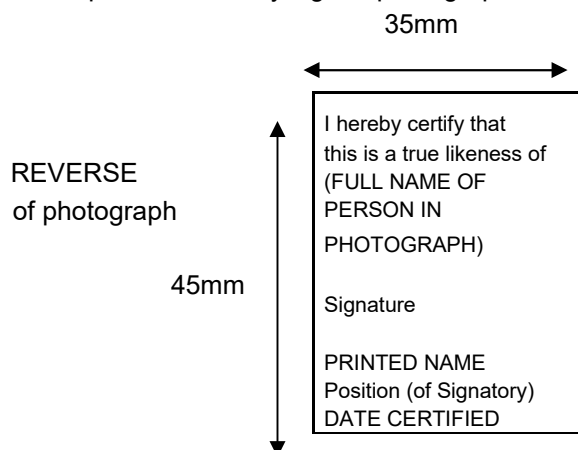 35mm
I hereby certify that
this is a true likeness of
(FULL NAME OF
PERSON IN
PHOTOGRAPH)
REVERSE
of photograph
45mm
Signature
PRINTED NAME
Position (of Signatory)
DATE CERTIFIED